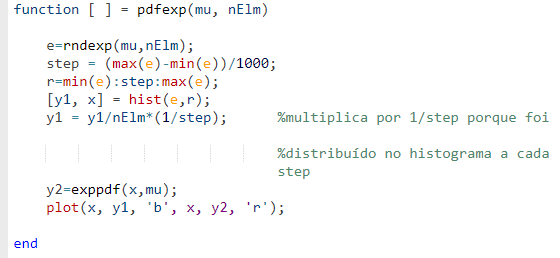 function [ ] = pdfexp(mu, nElm)
e=rndexp(mu,nElm);
step = (max(e)-min(e))/1000;
r=min(e):step:max(e);
[y1, x] = hist(e,r);
y1 = y1/nElm*(1/step); %multiplica por 1/step porque foi
%distribuído no histograma a cada
step
y2=exppdf(x,mu);
plot(x, y1, 'b', x, y2, 'r');
end